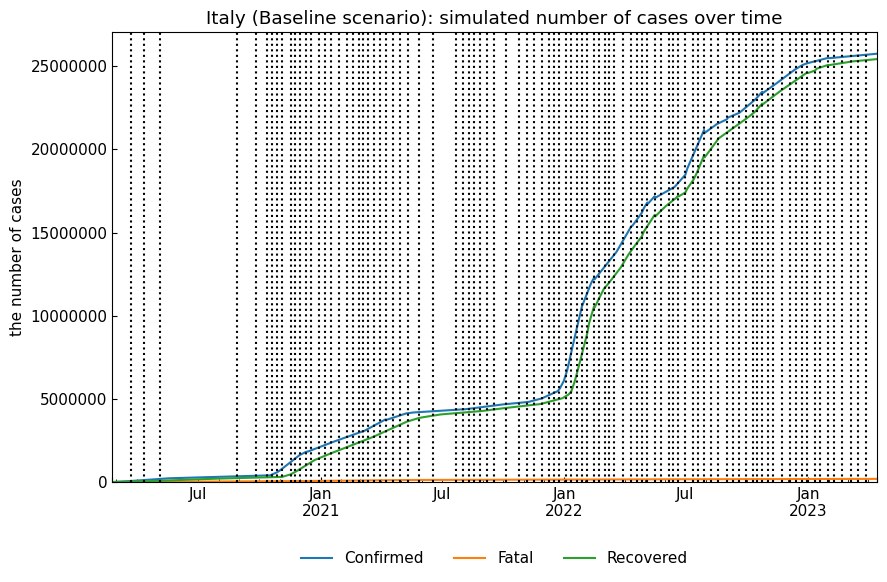 Italy (Baseline scenario): simulated number of cases over time
the number of cases
25000000
20000000
15000000
10000000
5000000
0
Jul
Jan
2021
Jul
Jan
2022
Jul
Jan
2023
Confirmed
Fatal
Recovered